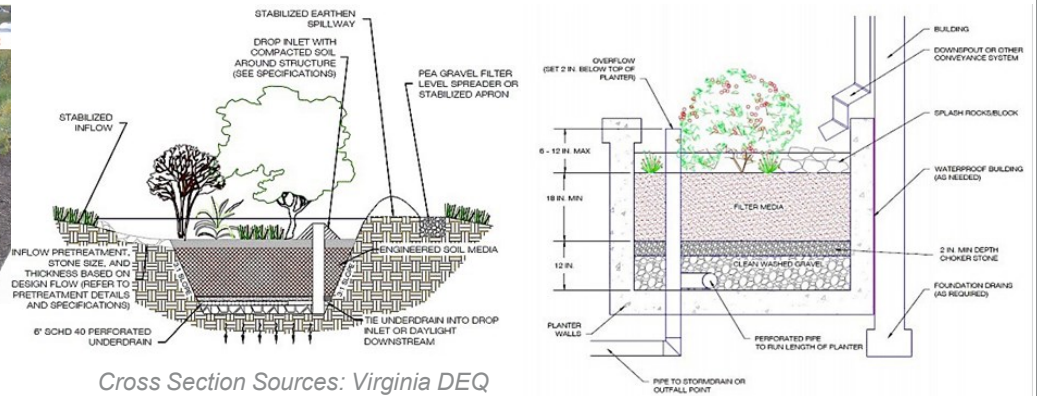 STABILIZED EARTHEN
SPILLWAY
DROP INLET WITH
COMPACTED SOIL
AROUND STRUCTURE
(SEE SPECIFICATIONS)
PEA GRAVEL FILTER
LEVEL SPREADER OR
STABILIZED APRON
STABILIZED
INFLOW
INFLOW PRETREATMENT,
STONE SIZE, AND
THICKNESS BASED ON
DESIGN FLOW (REFER TO
PRETREATMENT DETAILS
AND SPECIFICATIONS)
3:1 SLOPE
3:1 SLOPE
ENGINEERED SOIL MEDIA
6" SCHD 40 PERFORATED
UNDERDRAIN
TIE UNDERDRAIN INTO DROP
INLET OR DAYLIGHT
DOWNSTREAM
Cross Section Sources: Virginia DEQ
OVERFLOW
(SET 2 IN. BELOW TOP OF
PLANTER)
BUILDING
DOWNSPOUT OR OTHER
CONVEYANCE SYSTEM
SPLASH ROCKS/BLOCK
6 - 12 IN. MAX
WATERPROOF BUILDING
(AS NEEDED)
18 IN. MIN
FILTER MEDIA
2 IN. MIN DEPTH
CHOKER STONE
12 IN.
CLEAN WASHED GRAVEL
FOUNDATION DRAINS
(AS REQUIRED)
PLANTER
WALLS
PERFORATED PIPE
TO RUN LENGTH OF PLANTER
PIPE TO STORMDRAIN OR
OUTFALL POINT